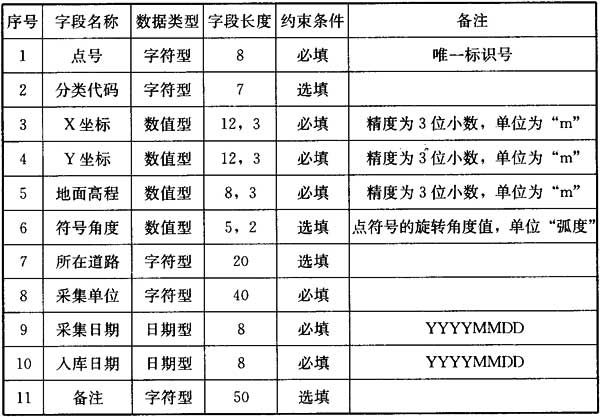 序号 字段名称 数据类型 字段长度 约束条件 备注
1 点号 字符型 8 必填 唯一标识号
2 分类代码 字符型 7 选填
3 X坐标 数值型 12，3 必填 精度为3位小数，单位为“m”
4 Y坐标 数值型 12，3 必填 精度为3位小数，单位为“m”
5 地面高程 数值型 8，3 必填 精度为3位小数，单位为“m”
6 符号角度 数值型 5，2 选填 点符号的旋转角度值，单位“弧度”
7 所在道路 字符型 20 选填
8 采集单位 字符型 40 必填
9 采集日期 日期型 8 必填 YYYYMMDD
10 入库日期 日期型 8 必填 YYYYMMDD
11 备注 字符型 50 选填